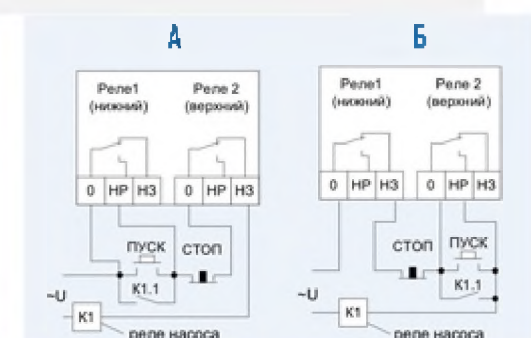 А Б
Реле1 (нижний) Реле 2 (верхний) Реле1 (нижний) Реле 2 (верхний)
0 НР НЗ 0 НР НЗ 0 НР НЗ 0 НР НЗ
ПУСК СТОП СТОП ПУСК
К1.1 К1.1
~U ~U
К1 К1
реле насоса реле насоса